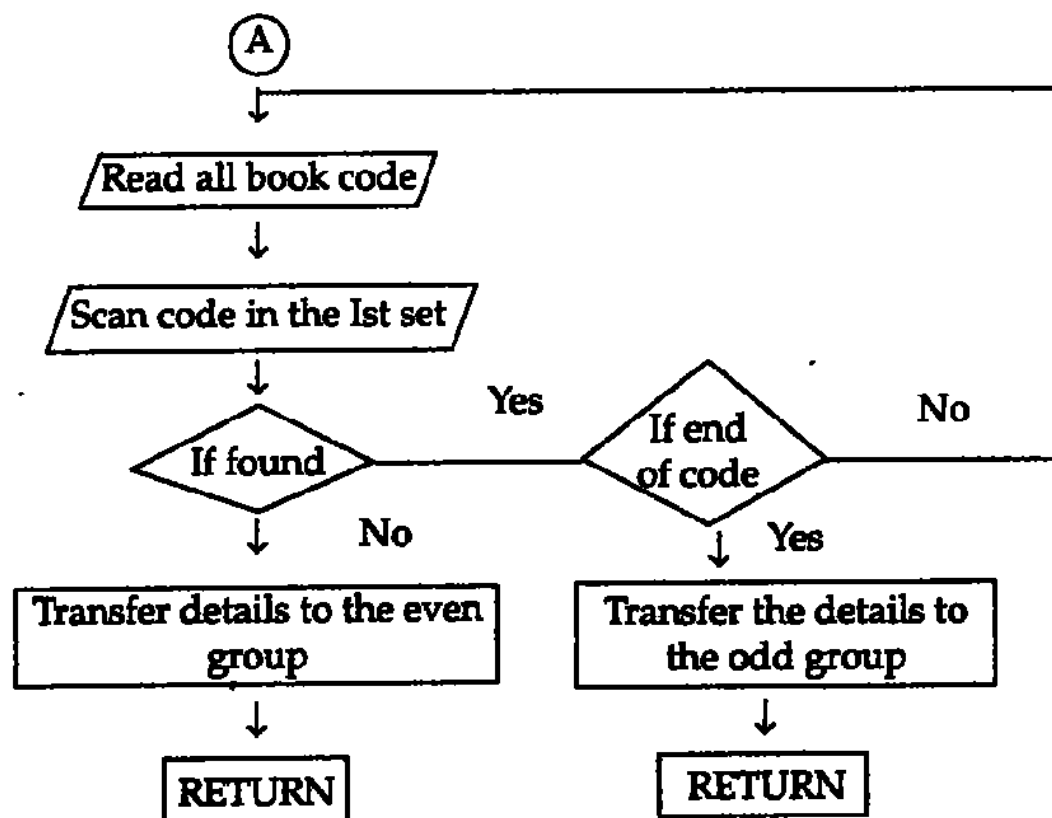 A
Read all book code
Scan code in the Ist set
If found
Yes
If end
of code
No
No
Yes
Transfer details to the even
group
Transfer the details to
the odd group
RETURN
RETURN